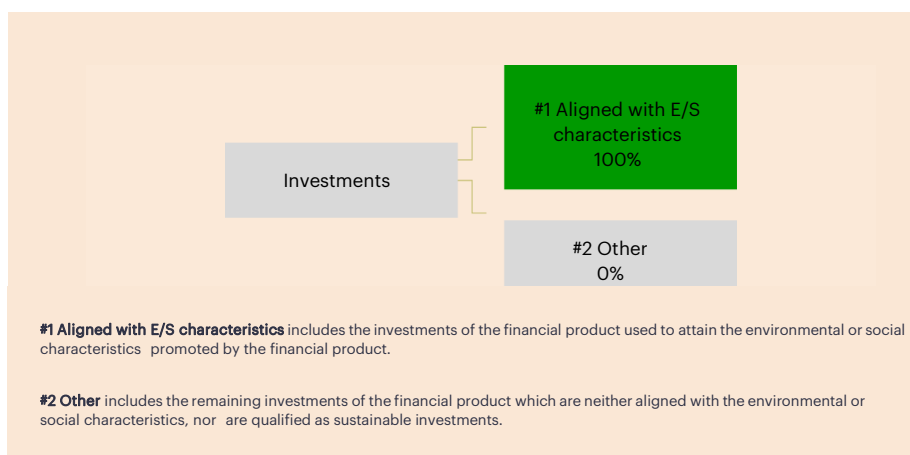 #1 Aligned with E/S
characteristics
100%
Investments
#2 Other
0%
#1 Aligned with E/S characteristics includes the investments of the financial product used to attain the environmental or social
characteristics promoted by the financial product.
#2 Other includes the remaining investments of the financial product which are neither aligned with the environmental or
social characteristics, nor are qualified as sustainable investments.